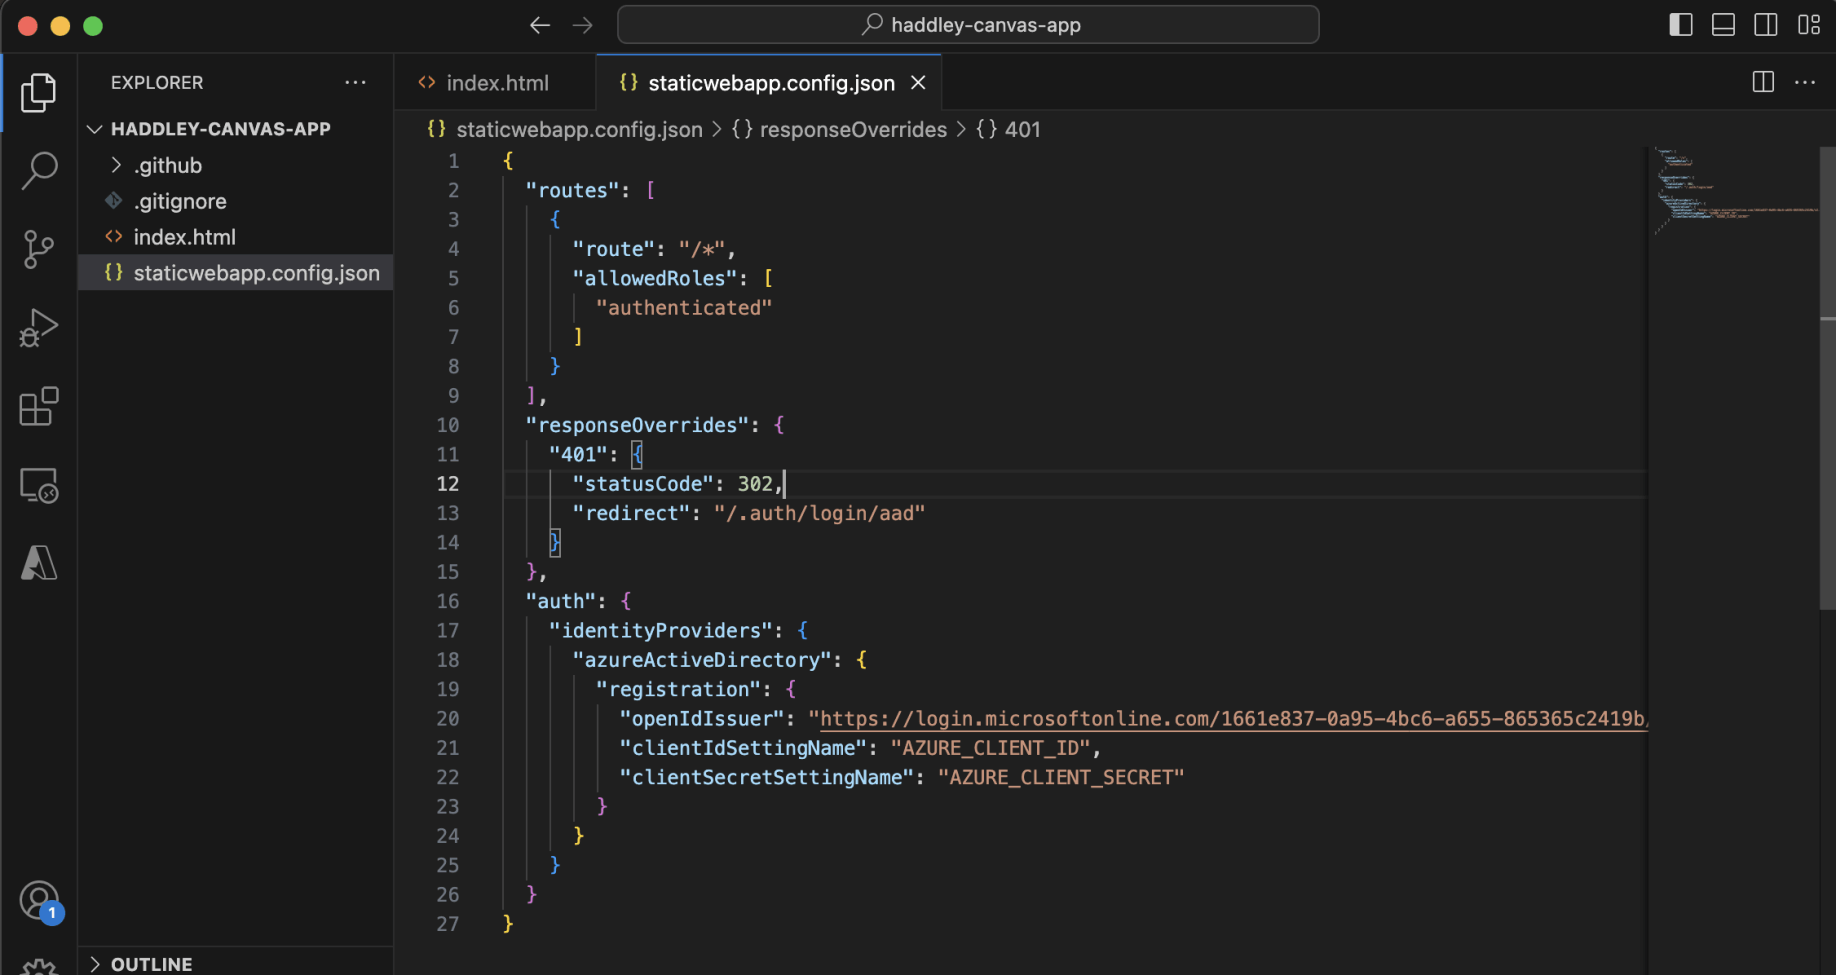 haddley-canvas-app
EXPLORER
index.html
{} staticwebapp.config.json
HADDLEY-CANVAS-APP
.github
.gitignore
index.html
{} staticwebapp.config.json
{} staticwebapp.config.json > {} responseOverrides > {} 401
1 {
2 "routes": [
3 {
4 "route": "/*",
5 "allowedRoles": [
6 "authenticated"
7 ]
8 }
9 ],
10 "responseOverrides": {
11 "401": {
12 "statusCode": 302,
13 "redirect": "/.auth/login/aad"
14 }
15 },
16 "auth": {
17 "identityProviders": {
18 "azureActiveDirectory": {
19 "registration": {
20 "openIdIssuer": "https://login.microsoftonline.com/1661e837-0a95-4bc6-a655-865365c2419b/
21 "clientIdSettingName": "AZURE_CLIENT_ID",
22 "clientSecretSettingName": "AZURE_CLIENT_SECRET"
23 }
24 }
25 }
26 }
27 }
1
OUTLINE